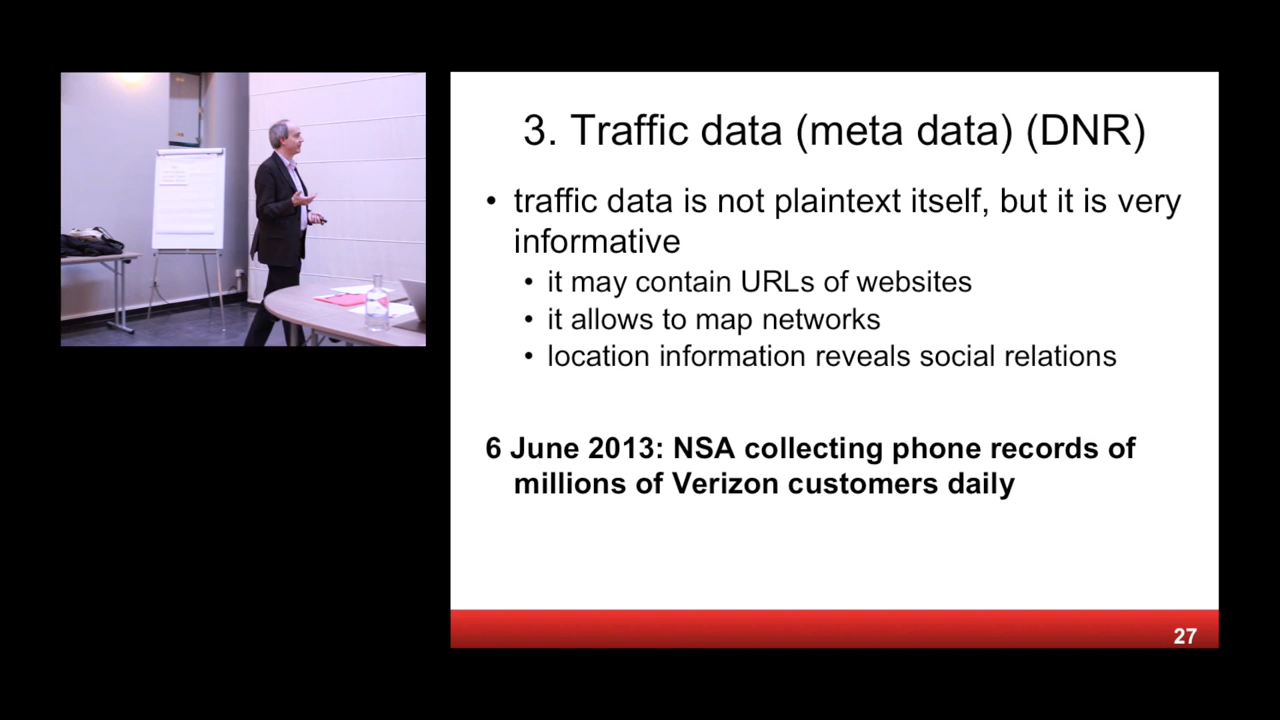 3. Traffic data (meta data) (DNR)
• traffic data is not plaintext itself, but it is very
informative
• it may contain URLs of websites
• it allows to map networks
• location information reveals social relations
6 June 2013: NSA collecting phone records of
millions of Verizon customers daily
27